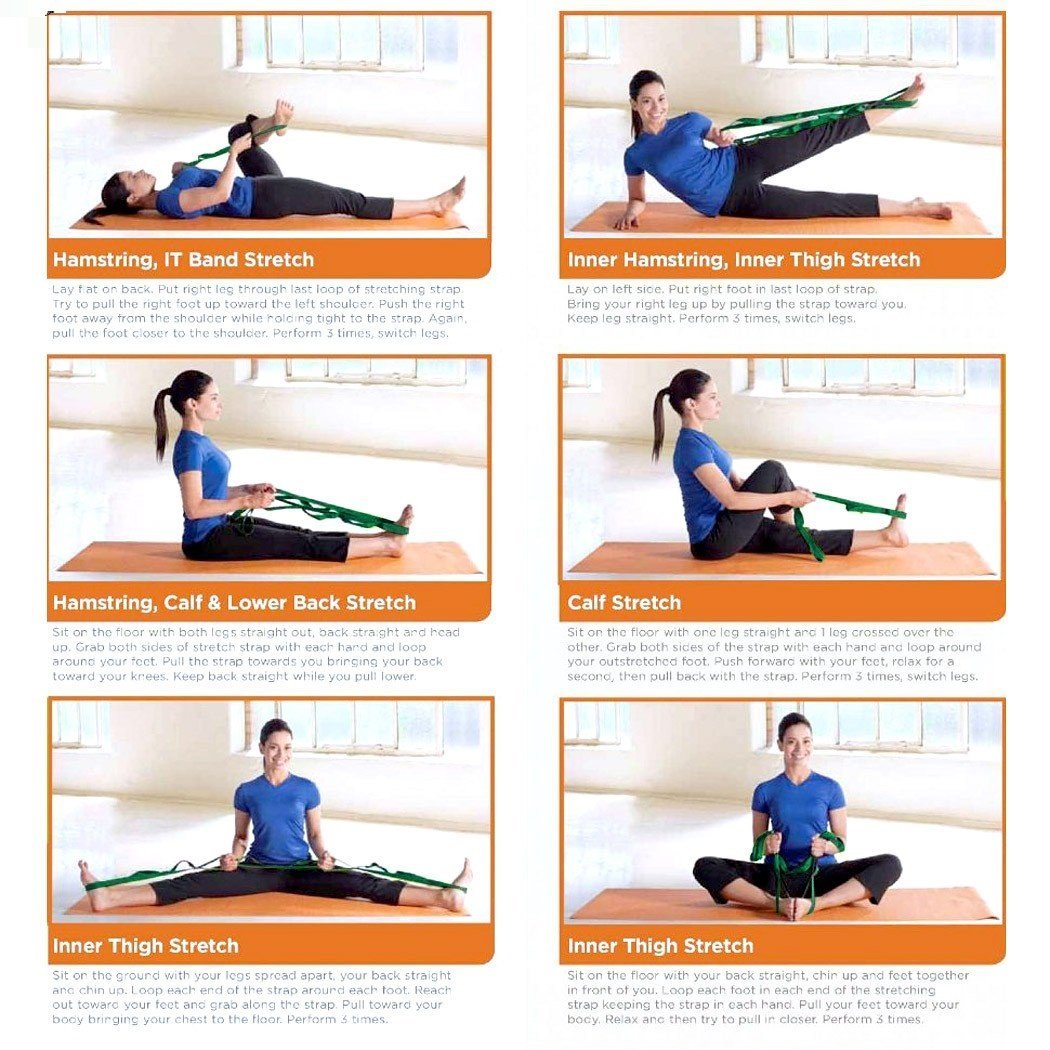 Hamstring, IT Band Stretch
Lay flat on back. Put right leg through last loop of stretching strap.
Try to pull the right foot up toward the left shoulder. Push the right
foot away from the shoulder while holding tight to the strap. Again,
pull the foot closer to the shoulder. Perform 3 times, switch legs.
Inner Hamstring, Inner Thigh Stretch
Lay on left side. Put right foot in last loop of strap.
Bring your right leg up by pulling the strap toward you.
Keep leg straight. Perform 3 times, switch legs.
Hamstring, Calf & Lower Back Stretch
Sit on the floor with both legs straight out, back straight and head
up. Grab both sides of stretch strap with each hand and loop
around your feet. Pull the strap towards you bringing your back
toward your knees. Keep back straight while you pull lower.
Calf Stretch
Sit on the floor with one leg straight and 1 leg crossed over the
other. Grab both sides of the strap with each hand and loop around
your outstretched foot. Push forward with your feet, relax for a
second, then pull back with the strap. Perform 3 times, switch legs.
Inner Thigh Stretch
Sit on the ground with your legs spread apart, your back straight
and chin up. Loop each end of the strap around each foot. Reach
out toward your feet and grab along the strap. Pull toward your
body bringing your chest to the floor. Perform 3 times.
Inner Thigh Stretch
Sit on the floor with your back straight, chin up and feet together
in front of you. Loop each foot in each end of the stretching
strap keeping the strap in each hand. Pull your feet toward your
body. Relax and then try to pull in closer. Perform 3 times.